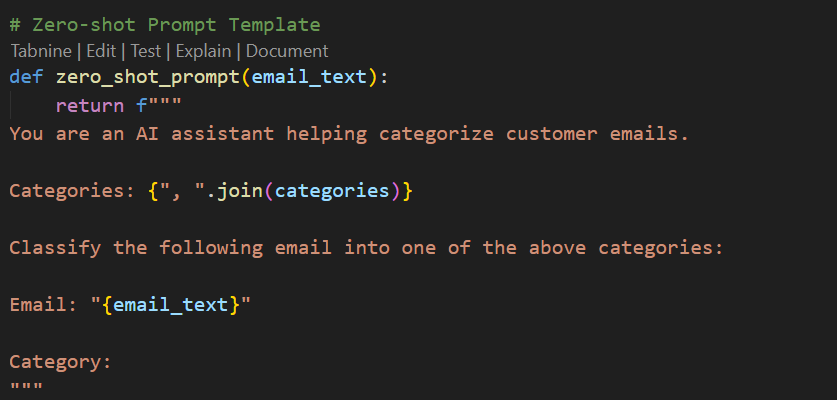 # Zero-shot Prompt Template
Tabnine | Edit | Test | Explain | Document
def zero_shot_prompt(email_text):
    return f"""
You are an AI assistant helping categorize customer emails.

Categories: {", ".join(categories)}

Classify the following email into one of the above categories:

Email: "{email_text}"

Category:
"""